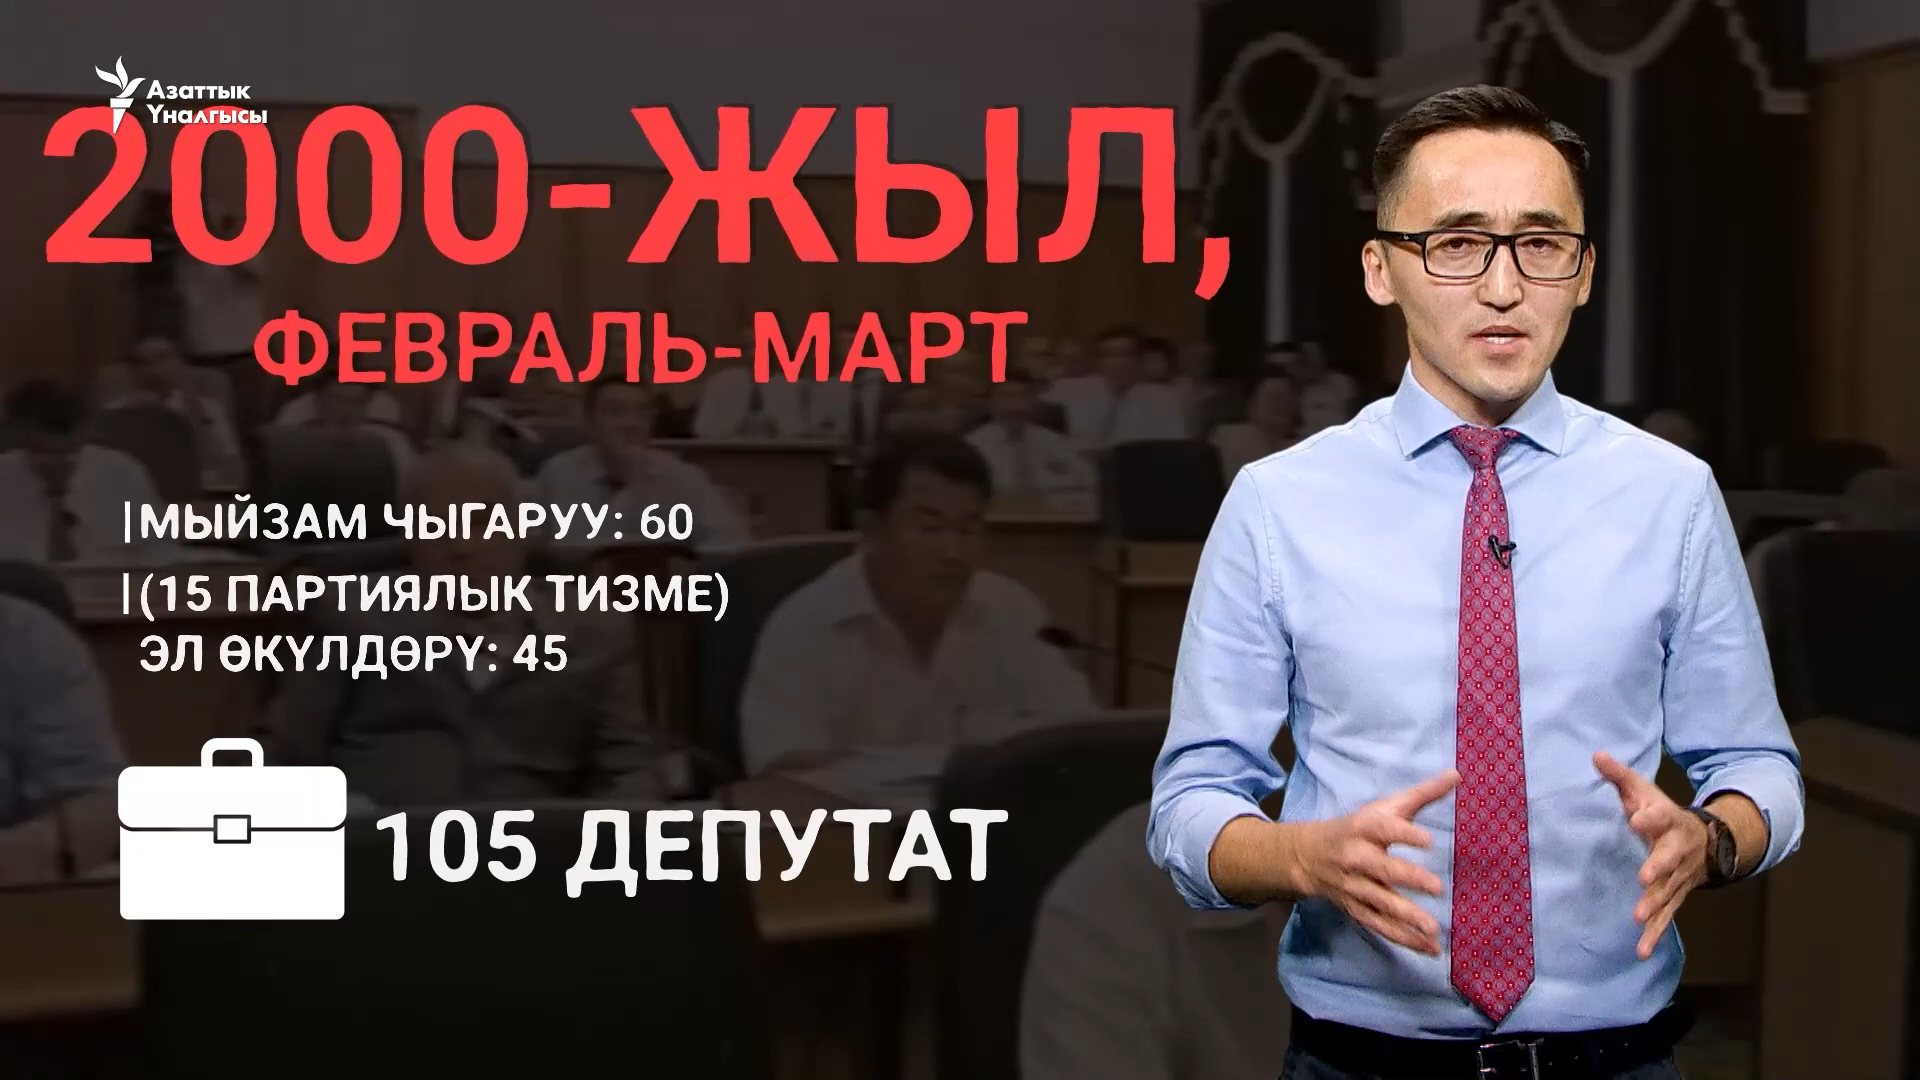 Азаттык
Үналгысы
2000-ЖЫЛ,
ФЕВРАЛЬ-МАРТ
|МЫЙЗАМ ЧЫГАРУУ: 60
|(15 ПАРТИЯЛЫК ТИЗМЕ)
ЭЛ ӨКҮЛДӨРҮ: 45
105 ДЕПУТАТ